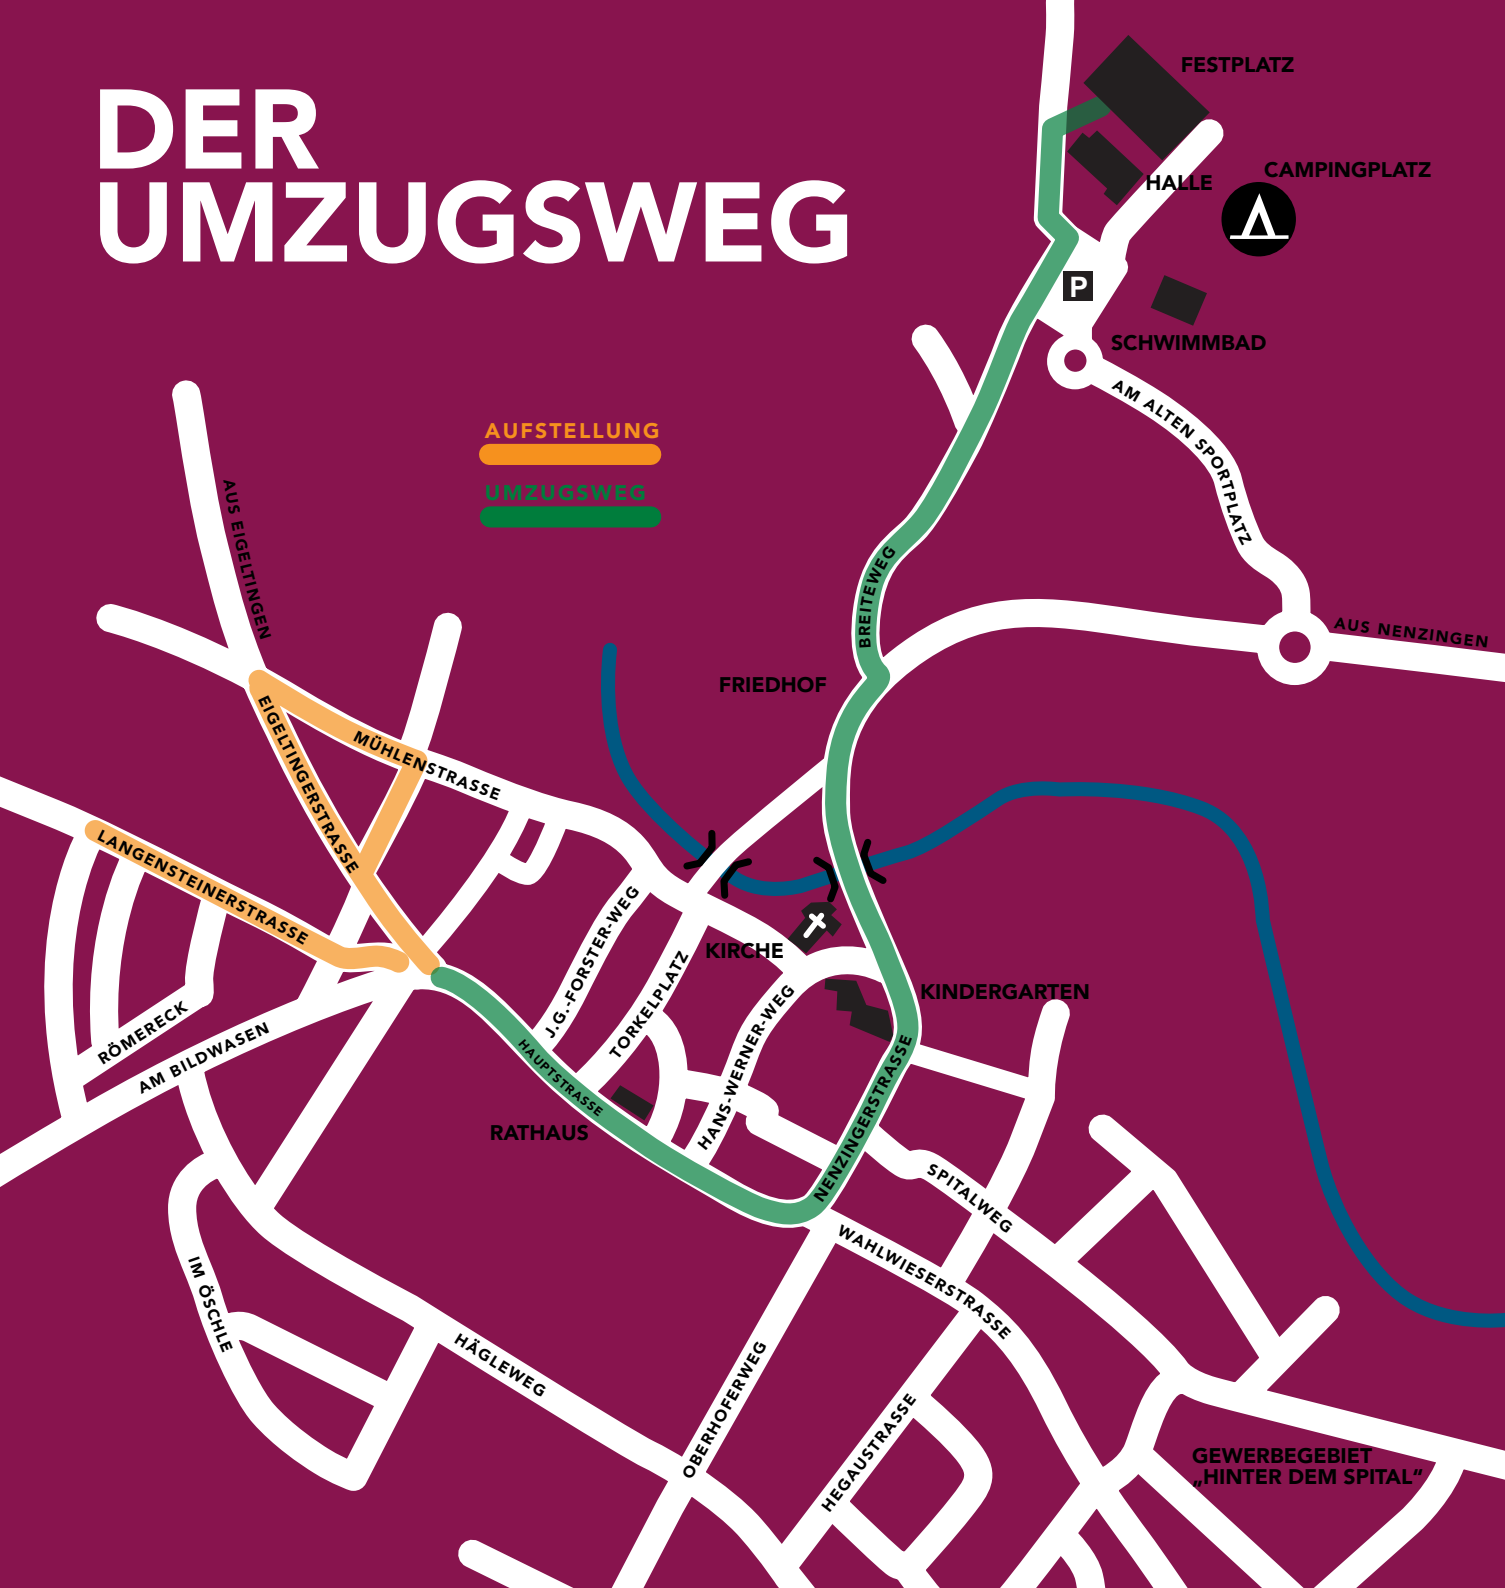 DER
UMZUGSWEG
FESTPLATZ
CAMPINGPLATZ
HALLE
P
SCHWIMMBAD
AM ALTEN SPORTPLATZ
AUFSTELLUNG
UMZUGSWEG
AUS EIGELTINGEN
BREITEWEG
AUS NENZINGEN
FRIEDHOF
MÜHLENSTRASSE
EIGELTINGERSTRASSE
LANGENSTEINERSTRASSE
J.G.-FORSTER-WEG
KIRCHE
TORKELPLATZ
KINDERGARTEN
HANS-WERNER-WEG
RÖMERECK
AM BILDWASEN
HAUPTSTRASSE
RATHAUS
NENZINGERSTRASSE
SPITALWEG
WAHLWIESERSTRASSE
IM ÖSCHLE
HÄGLEWEG
OBERHOFERWEG
HEGAUSTRASSE
GEWERBEGEBIET
„HINTER DEM SPITAL“